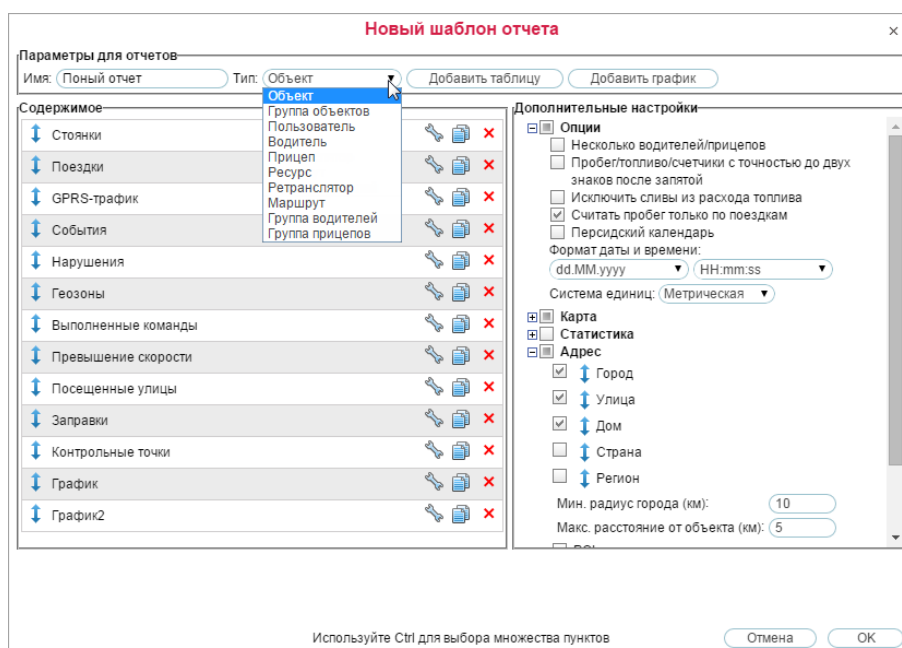 Новый шаблон отчета
Параметры для отчетов
Имя: Поный отчет Тип: Объект Добавить таблицу Добавить график
Содержимое
Объект
Группа объектов
Пользователь
Водитель
Прицеп
Ресурс
Ретранслятор
Маршрут
Группа водителей
Группа прицепов
Стоянки
Поездки
GPRS-трафик
События
Нарушения
Геозоны
Выполненные команды
Превышение скорости
Посещенные улицы
Заправки
Контрольные точки
График
График2
Дополнительные настройки
Опции
Несколько водителей/прицепов
Пробег/топливо/счетчики с точностью до двух
знаков после запятой
Исключить сливы из расхода топлива
Считать пробег только по поездкам
Персидский календарь
Формат даты и времени:
dd.MM.yyyy HH:mm:ss
Система единиц: Метрическая
Карта
Статистика
Адрес
Город
Улица
Дом
Страна
Регион
Мин. радиус города (км): 10
Макс. расстояние от объекта (км): 5
Используйте Ctrl для выбора множества пунктов
Отмена OK